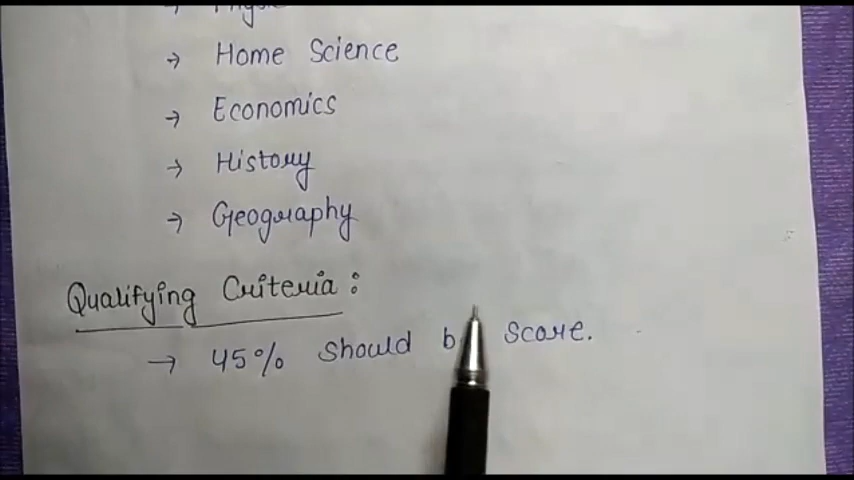 → Home Science
→ Economics
→ History
→ Geography
Qualifying Criteria :
→ 45% should score.